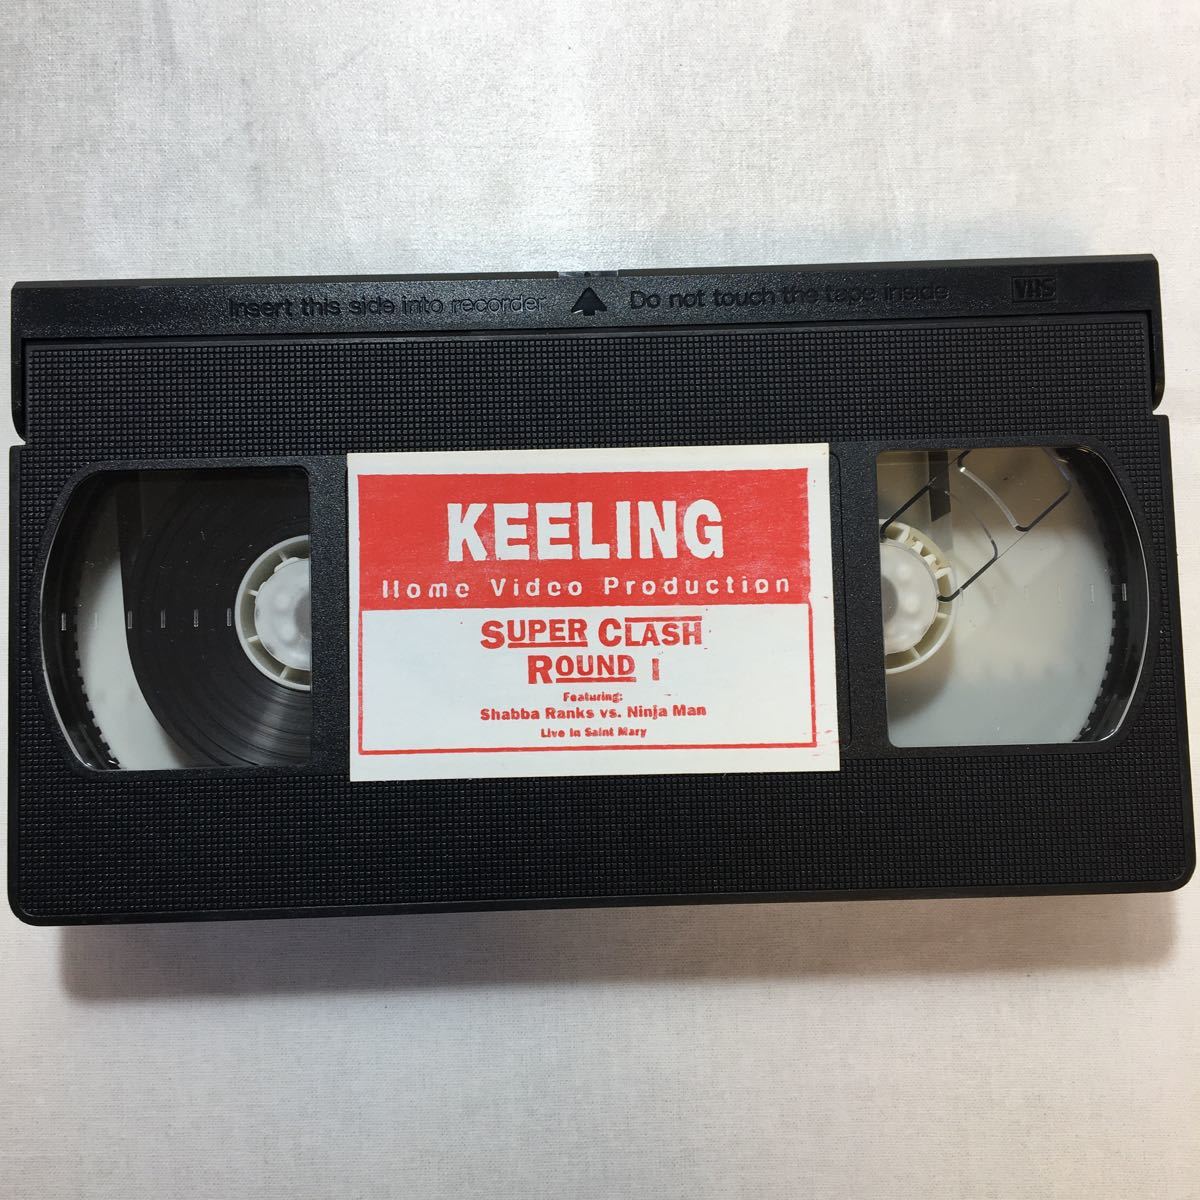 Insert this side into recorder Do not touch the tape inside VHS
KEELING
Home Video Production
SUPER CLASH
ROUND I
Featuring:
Shabba Ranks vs. Ninja Man
Live In Saint Mary